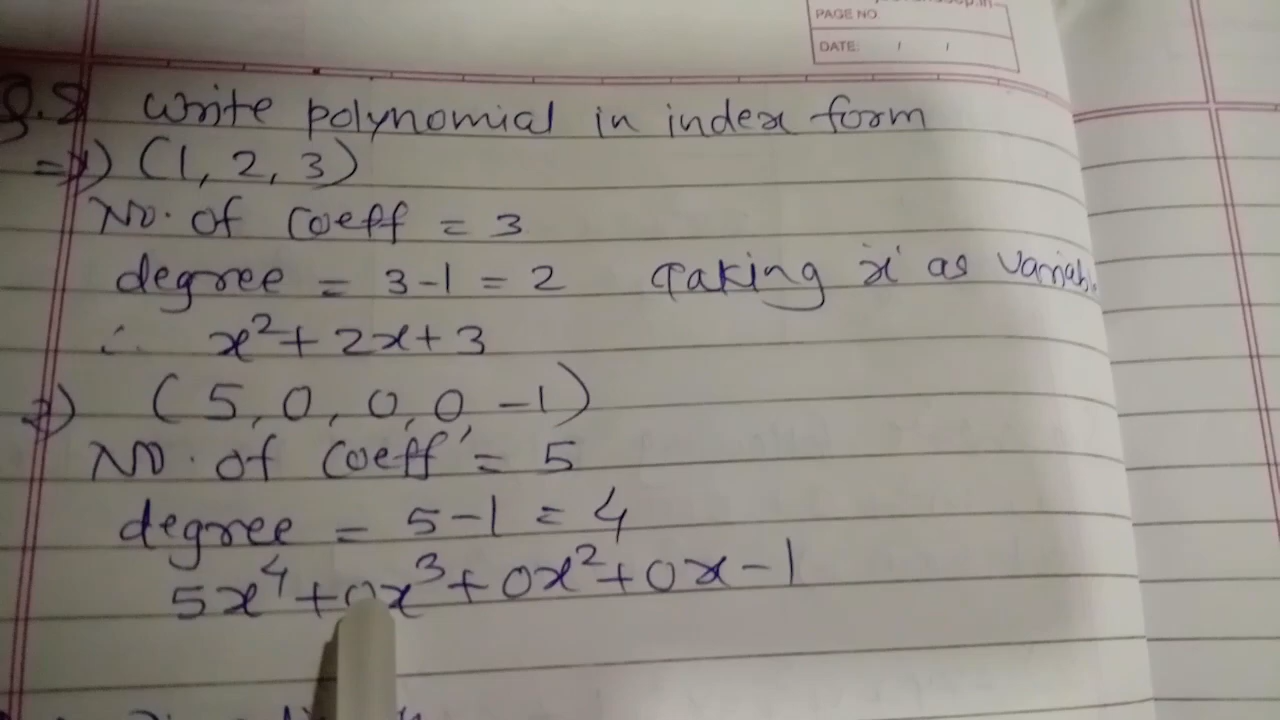 PAGE NO
DATE: / /
Q.2 Write polynomial in index form
⇒ 1) (1, 2, 3)
No. of coeff = 3
degree = 3-1 = 2 Taking 'x' as
∴ x²+ 2x+3
2) (5, 0, 0, 0, -1)
No. of coeff = 5
degree = 5-1 = 4
5x⁴ +0x³+ 0x²+0x-1